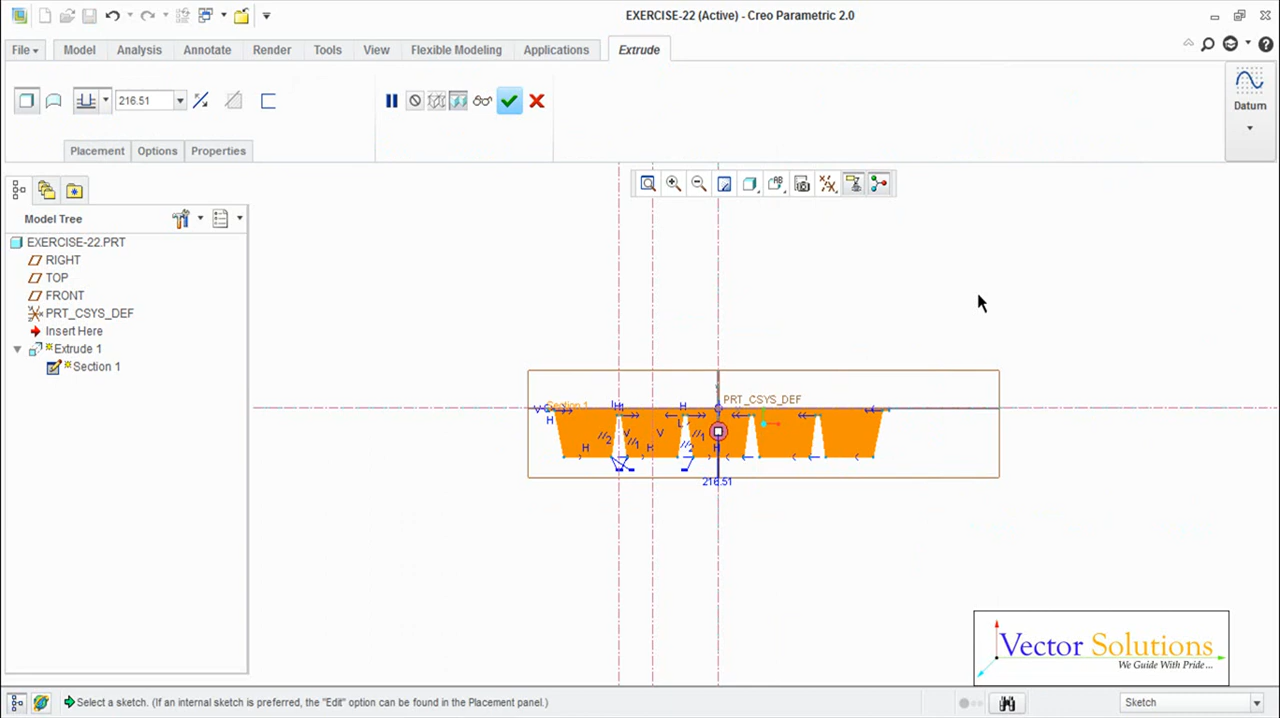 EXERCISE-22 (Active) - Creo Parametric 2.0
File Model Analysis Annotate Render Tools View Flexible Modeling Applications Extrude
216.51
Datum
Placement Options Properties
Model Tree
EXERCISE-22.PRT
RIGHT
TOP
FRONT
PRT_CSYS_DEF
Insert Here
Extrude 1
Section 1
PRT_CSYS_DEF
Section 1
216.51
Vector Solutions
We Guide With Pride...
Select a sketch. (If an internal sketch is preferred, the "Edit" option can be found in the Placement panel.)
Sketch